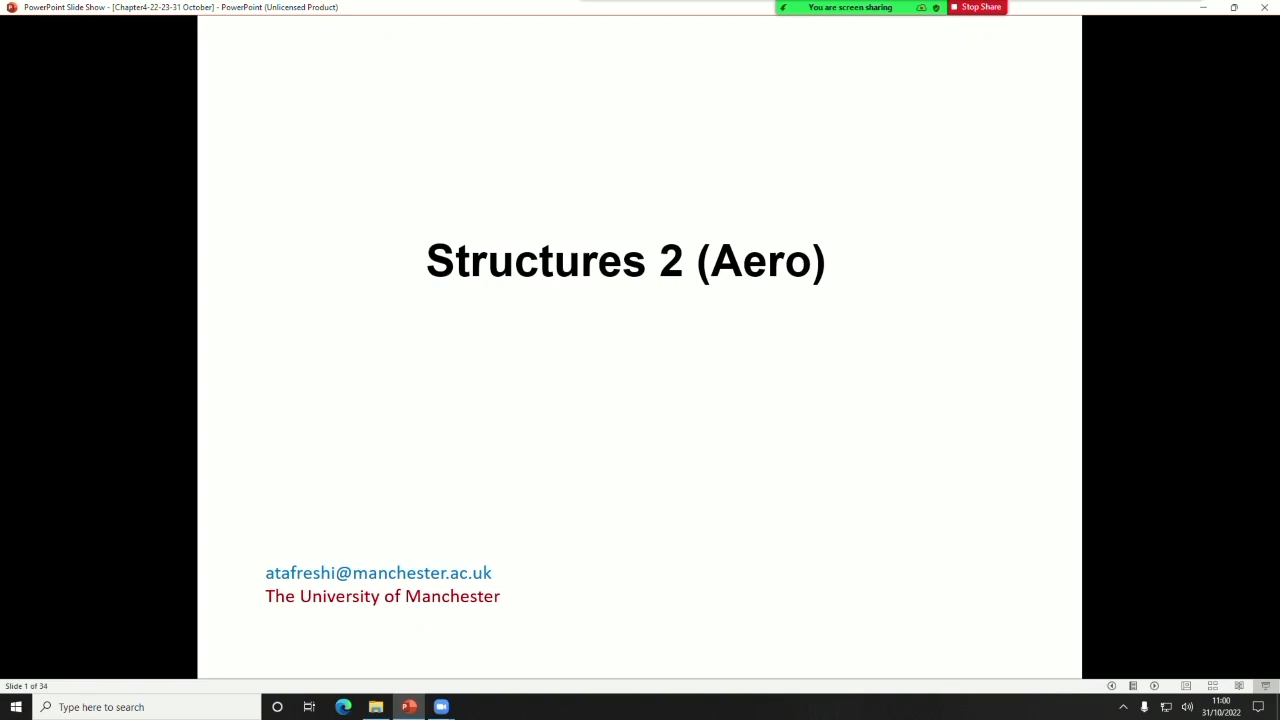 PowerPoint Slide Show - [Chapter4-22-23-31 October] - PowerPoint (Unlicensed Product)
You are screen sharing
Stop Share
Structures 2 (Aero)
atafreshi@manchester.ac.uk
The University of Manchester
Slide 1 of 34
Type here to search
11:00
31/10/2022